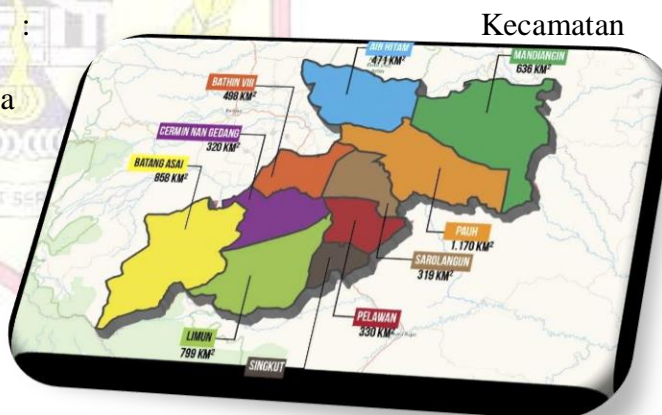 : Kecamatan
a
AIR HITAM
471 KM²
MANDIANGIN
636 KM²
BATHIN VIII
498 KM²
CERMIN NAN GEDANG
320 KM²
BATANG ASAI
858 KM²
PAUH
1.170 KM²
SAROLANGUN
319 KM²
PELAWAN
330 KM²
LIMUN
799 KM²
SINGKUT